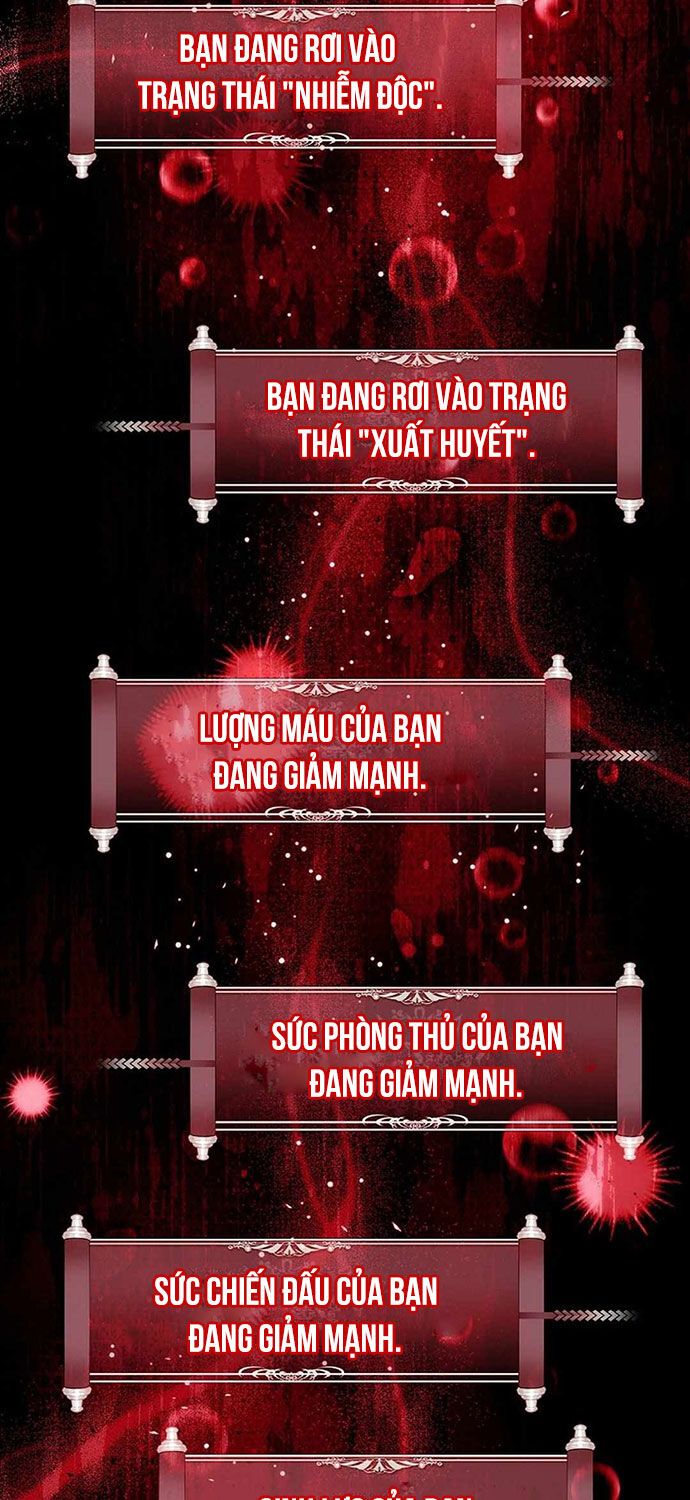 BẠN ĐANG RƠI VÀO
TRẠNG THÁI "NHIỄM ĐỘC".
BẠN ĐANG RƠI VÀO TRẠNG
THÁI "XUẤT HUYẾT".
LƯỢNG MÁU CỦA BẠN
ĐANG GIẢM MẠNH.
SỨC PHÒNG THỦ CỦA BẠN
ĐANG GIẢM MẠNH.
SỨC CHIẾN ĐẤU CỦA BẠN
ĐANG GIẢM MẠNH.